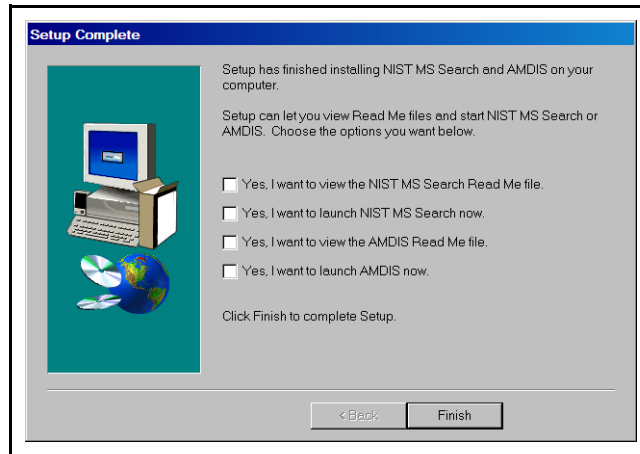 Setup Complete
Setup has finished installing NIST MS Search and AMDIS on your
computer.
Setup can let you view Read Me files and start NIST MS Search or
AMDIS. Choose the options you want below.
Yes, I want to view the NIST MS Search Read Me file.
Yes, I want to launch NIST MS Search now.
Yes, I want to view the AMDIS Read Me file.
Yes, I want to launch AMDIS now.
Click Finish to complete Setup.
< Back
Finish